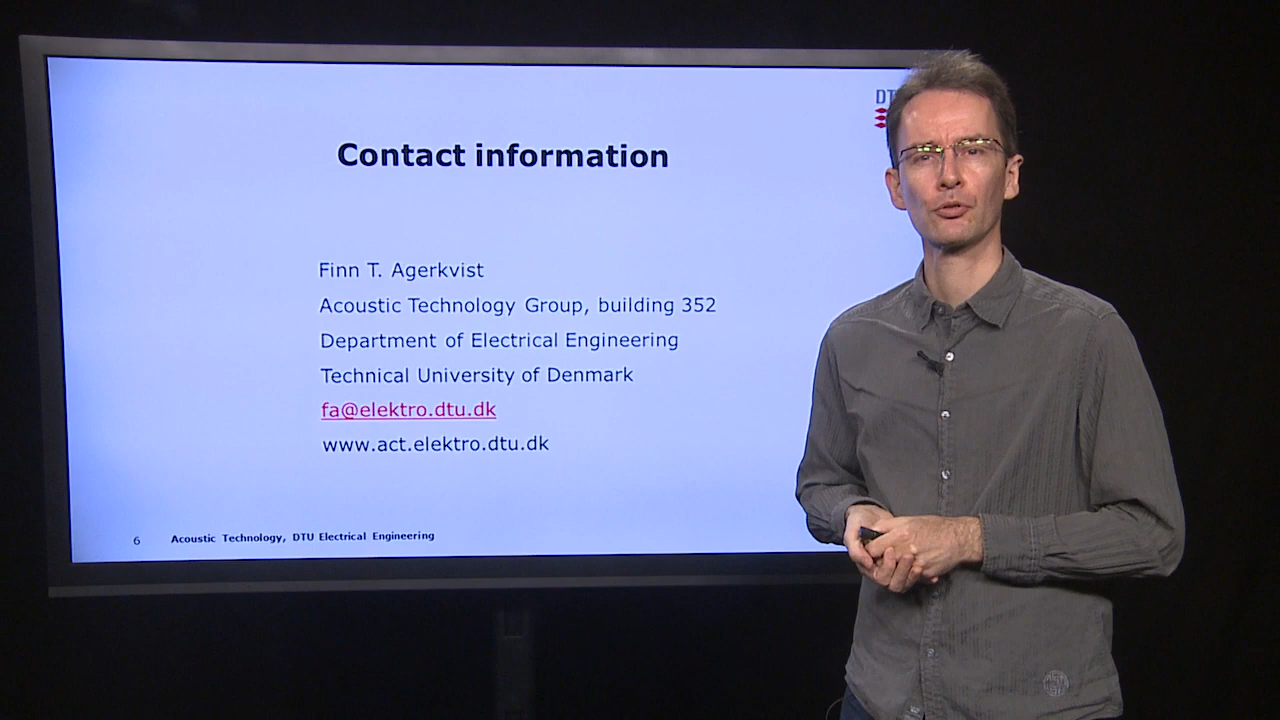 DT
Contact information
Finn T. Agerkvist
Acoustic Technology Group, building 352
Department of Electrical Engineering
Technical University of Denmark
fa@elektro.dtu.dk
www.act.elektro.dtu.dk
6 Acoustic Technology, DTU Electrical Engineering